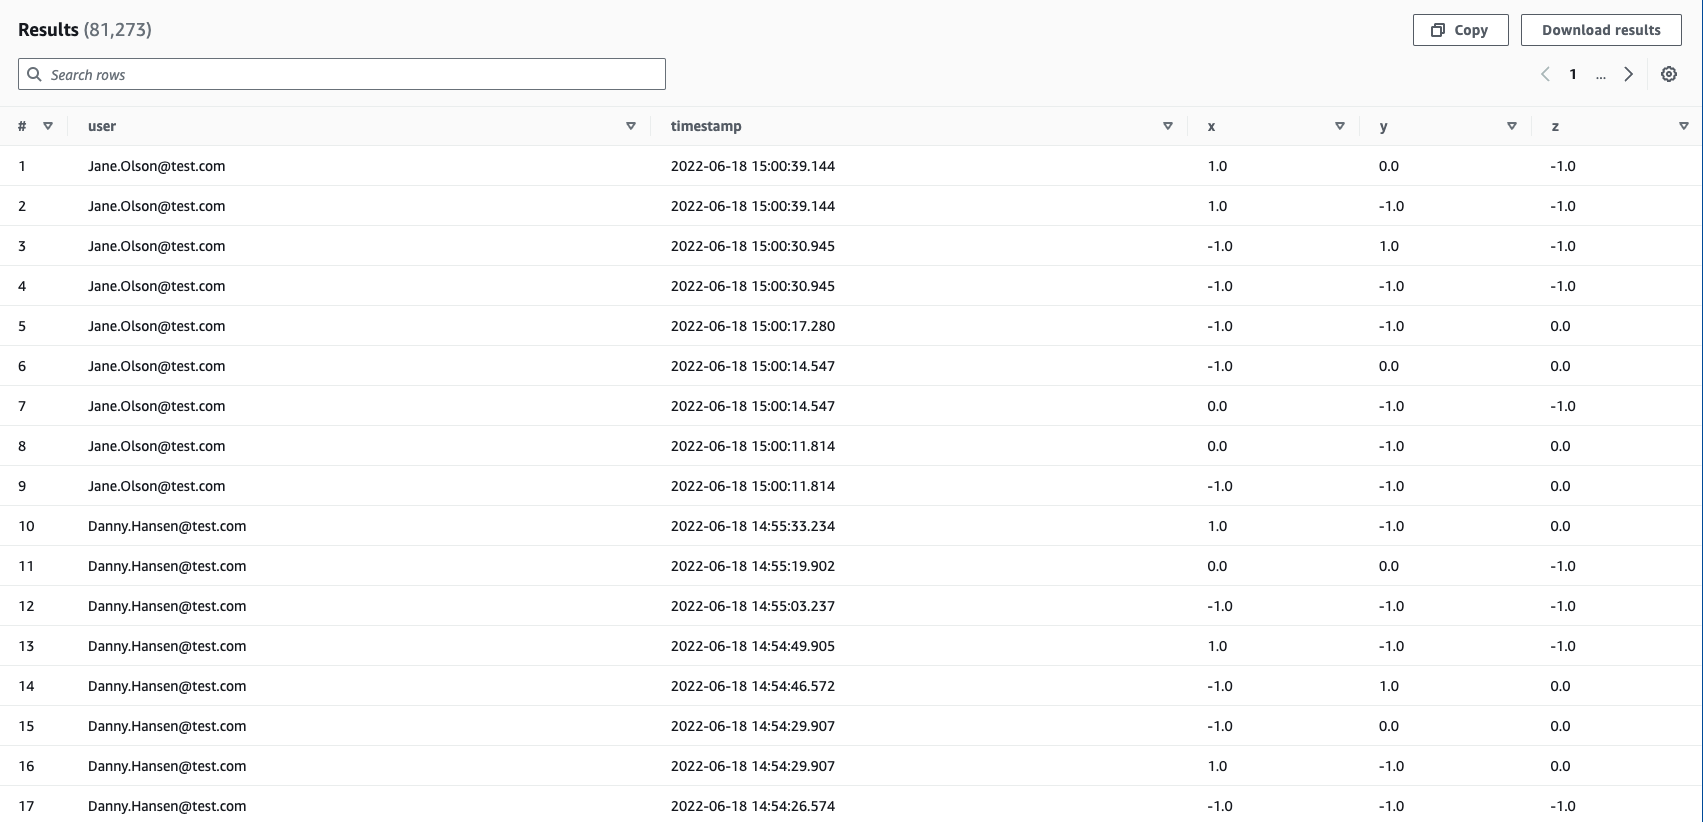 Results (81,273)
Copy
Download results
Search rows
1 ...
# user timestamp x y z
1 Jane.Olson@test.com 2022-06-18 15:00:39.144 1.0 0.0 -1.0
2 Jane.Olson@test.com 2022-06-18 15:00:39.144 1.0 -1.0 -1.0
3 Jane.Olson@test.com 2022-06-18 15:00:30.945 -1.0 1.0 -1.0
4 Jane.Olson@test.com 2022-06-18 15:00:30.945 -1.0 -1.0 -1.0
5 Jane.Olson@test.com 2022-06-18 15:00:17.280 -1.0 -1.0 0.0
6 Jane.Olson@test.com 2022-06-18 15:00:14.547 -1.0 0.0 0.0
7 Jane.Olson@test.com 2022-06-18 15:00:14.547 0.0 -1.0 -1.0
8 Jane.Olson@test.com 2022-06-18 15:00:11.814 0.0 -1.0 0.0
9 Jane.Olson@test.com 2022-06-18 15:00:11.814 -1.0 -1.0 0.0
10 Danny.Hansen@test.com 2022-06-18 14:55:33.234 1.0 -1.0 0.0
11 Danny.Hansen@test.com 2022-06-18 14:55:19.902 0.0 0.0 -1.0
12 Danny.Hansen@test.com 2022-06-18 14:55:03.237 -1.0 -1.0 -1.0
13 Danny.Hansen@test.com 2022-06-18 14:54:49.905 1.0 -1.0 -1.0
14 Danny.Hansen@test.com 2022-06-18 14:54:46.572 -1.0 1.0 0.0
15 Danny.Hansen@test.com 2022-06-18 14:54:29.907 -1.0 0.0 0.0
16 Danny.Hansen@test.com 2022-06-18 14:54:29.907 1.0 -1.0 0.0
17 Danny.Hansen@test.com 2022-06-18 14:54:26.574 -1.0 -1.0 -1.0